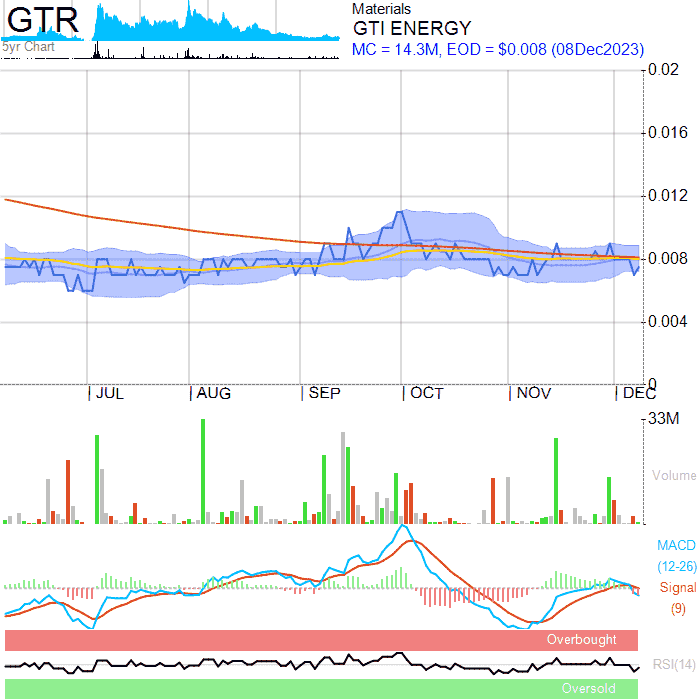 GTR
5yr Chart
Materials
GTI ENERGY
MC = 14.3M, EOD = $0.008 (08Dec2023)
0.02
0.016
0.012
0.008
0.004
0
JUL AUG SEP OCT NOV DEC
33M
Volume
MACD
(12-26)
Signal
(9)
Overbought
RSI(14)
Oversold